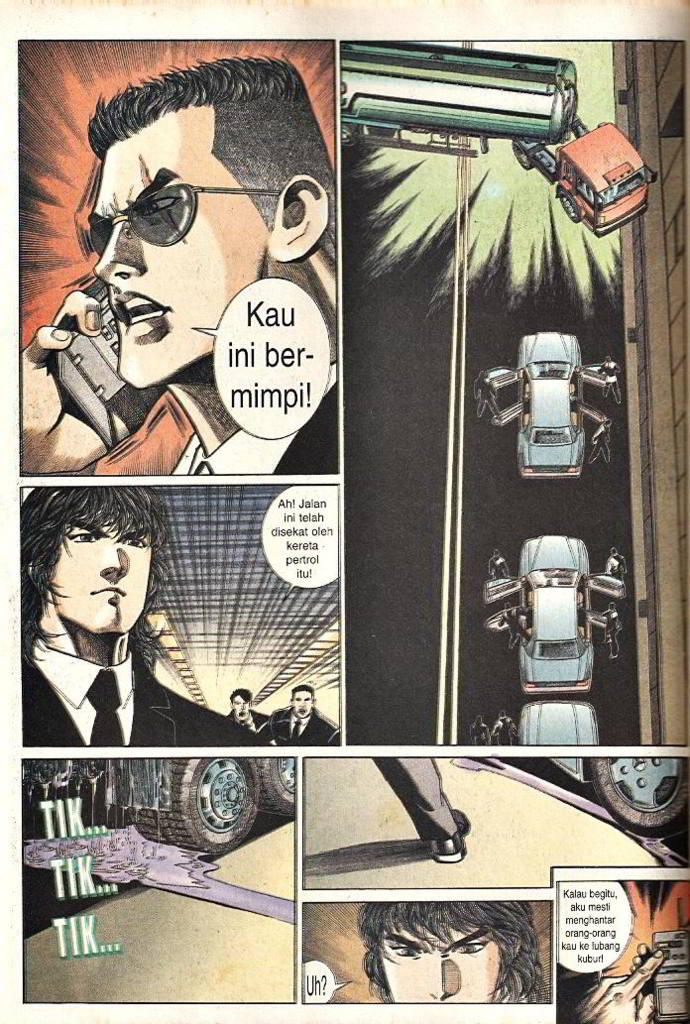 Kau
ini ber-
mimpi!
Ah! Jalan
ini telah
disekat oleh
kereta
pertrol
itu!
TIK...
TIK...
TIK...
Uh?
Kalau begitu,
aku mesti
menghantar
orang-orang
kau ke lubang
kubur!